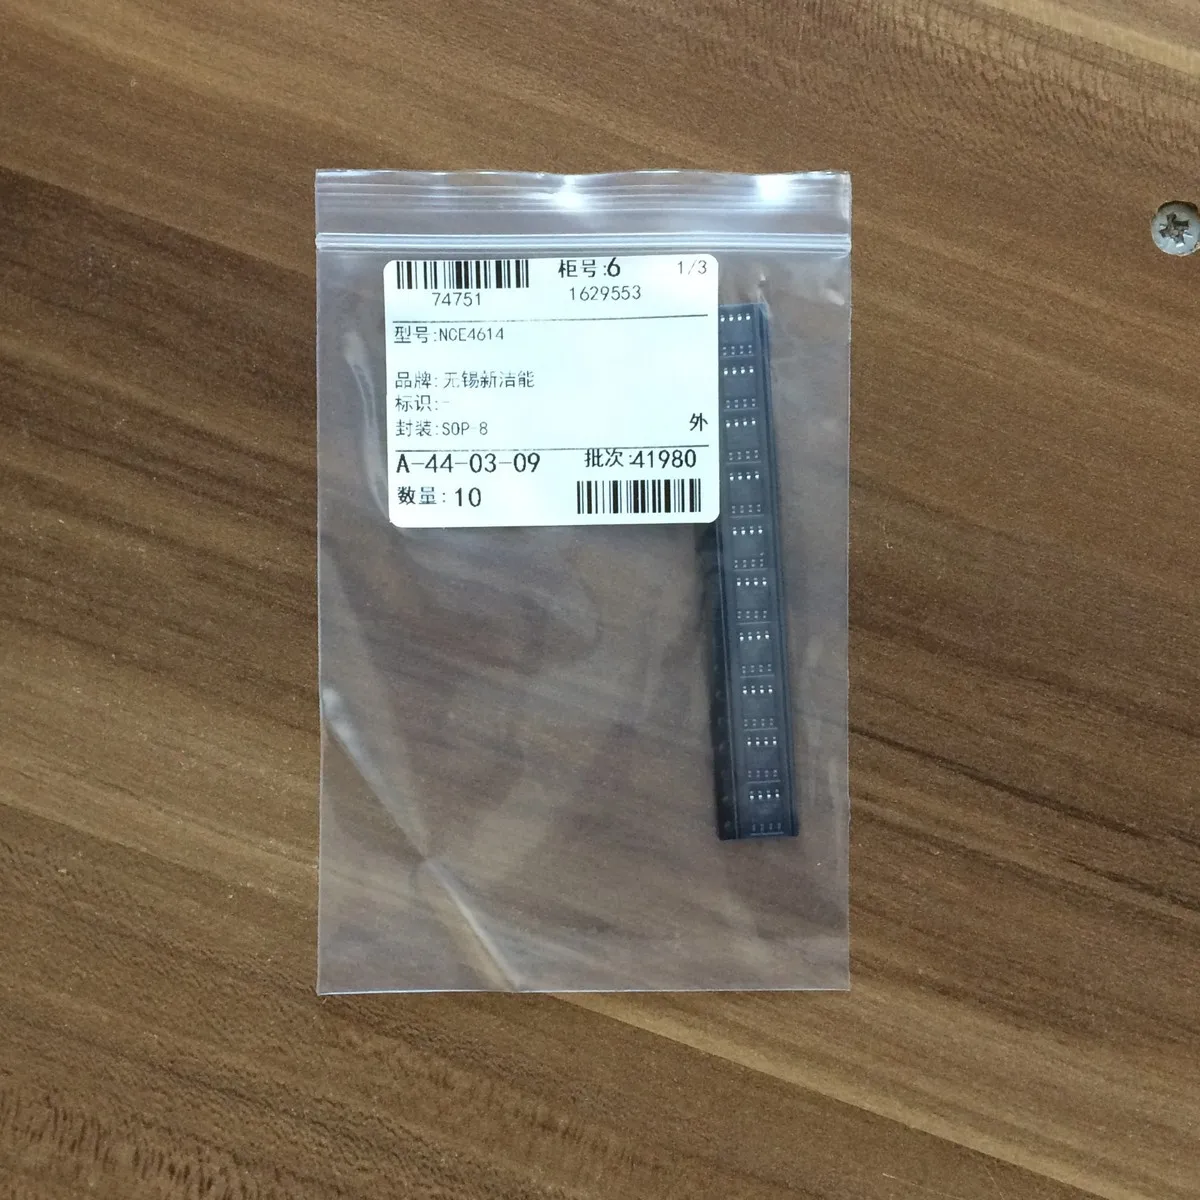 柜号:6 1/3
74751 1629553
型号:NCE4614
品牌:无锡新洁能
标识:-
封装:SOP-8 外
A-44-03-09 批次:41980
数量:10